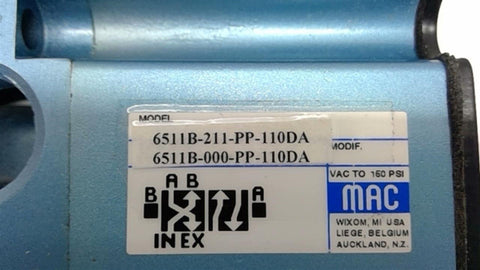 MODEL
6511B-211-PP-110DA
6511B-000-PP-110DA
MODIF.
VAC TO 150 PSI
MAC
WIXOM, MI USA
LIEGE, BELGIUM
AUCKLAND, N.Z.
A B
B A
IN EX